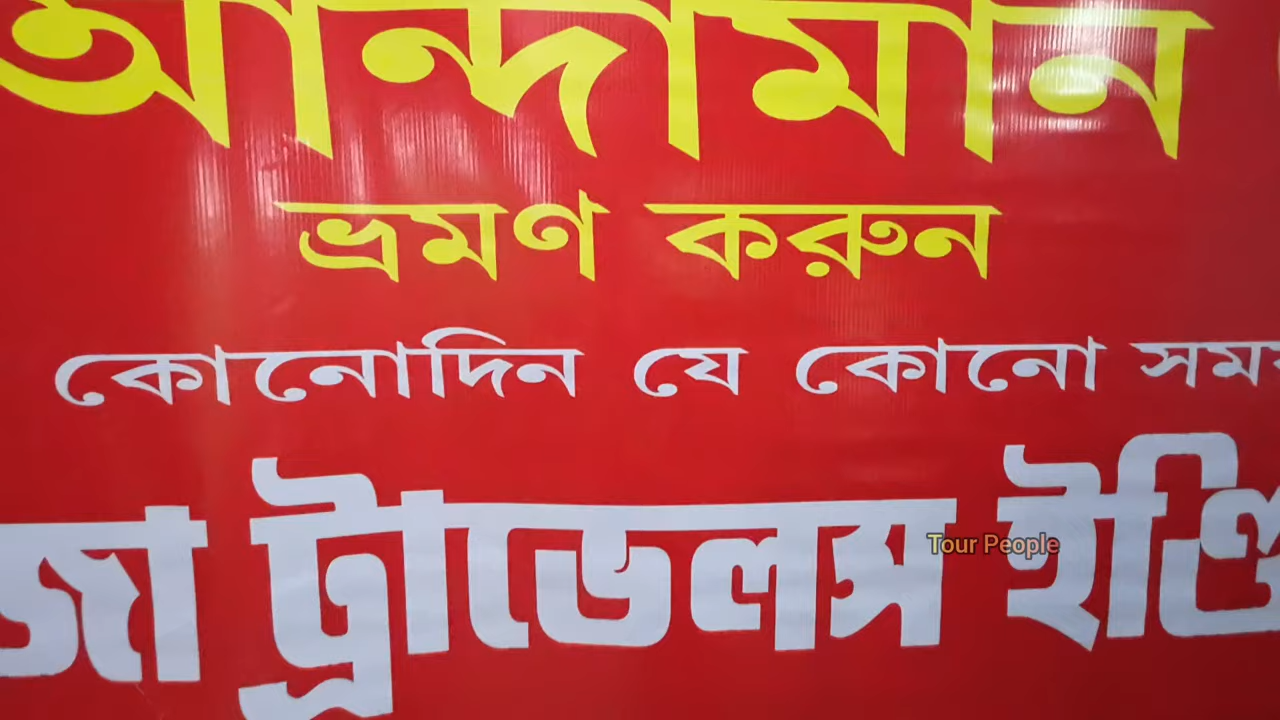 আন্দামান
ভ্রমণ করুন
কোনোদিন যে কোনো
ট্রাভেলস
Tour People